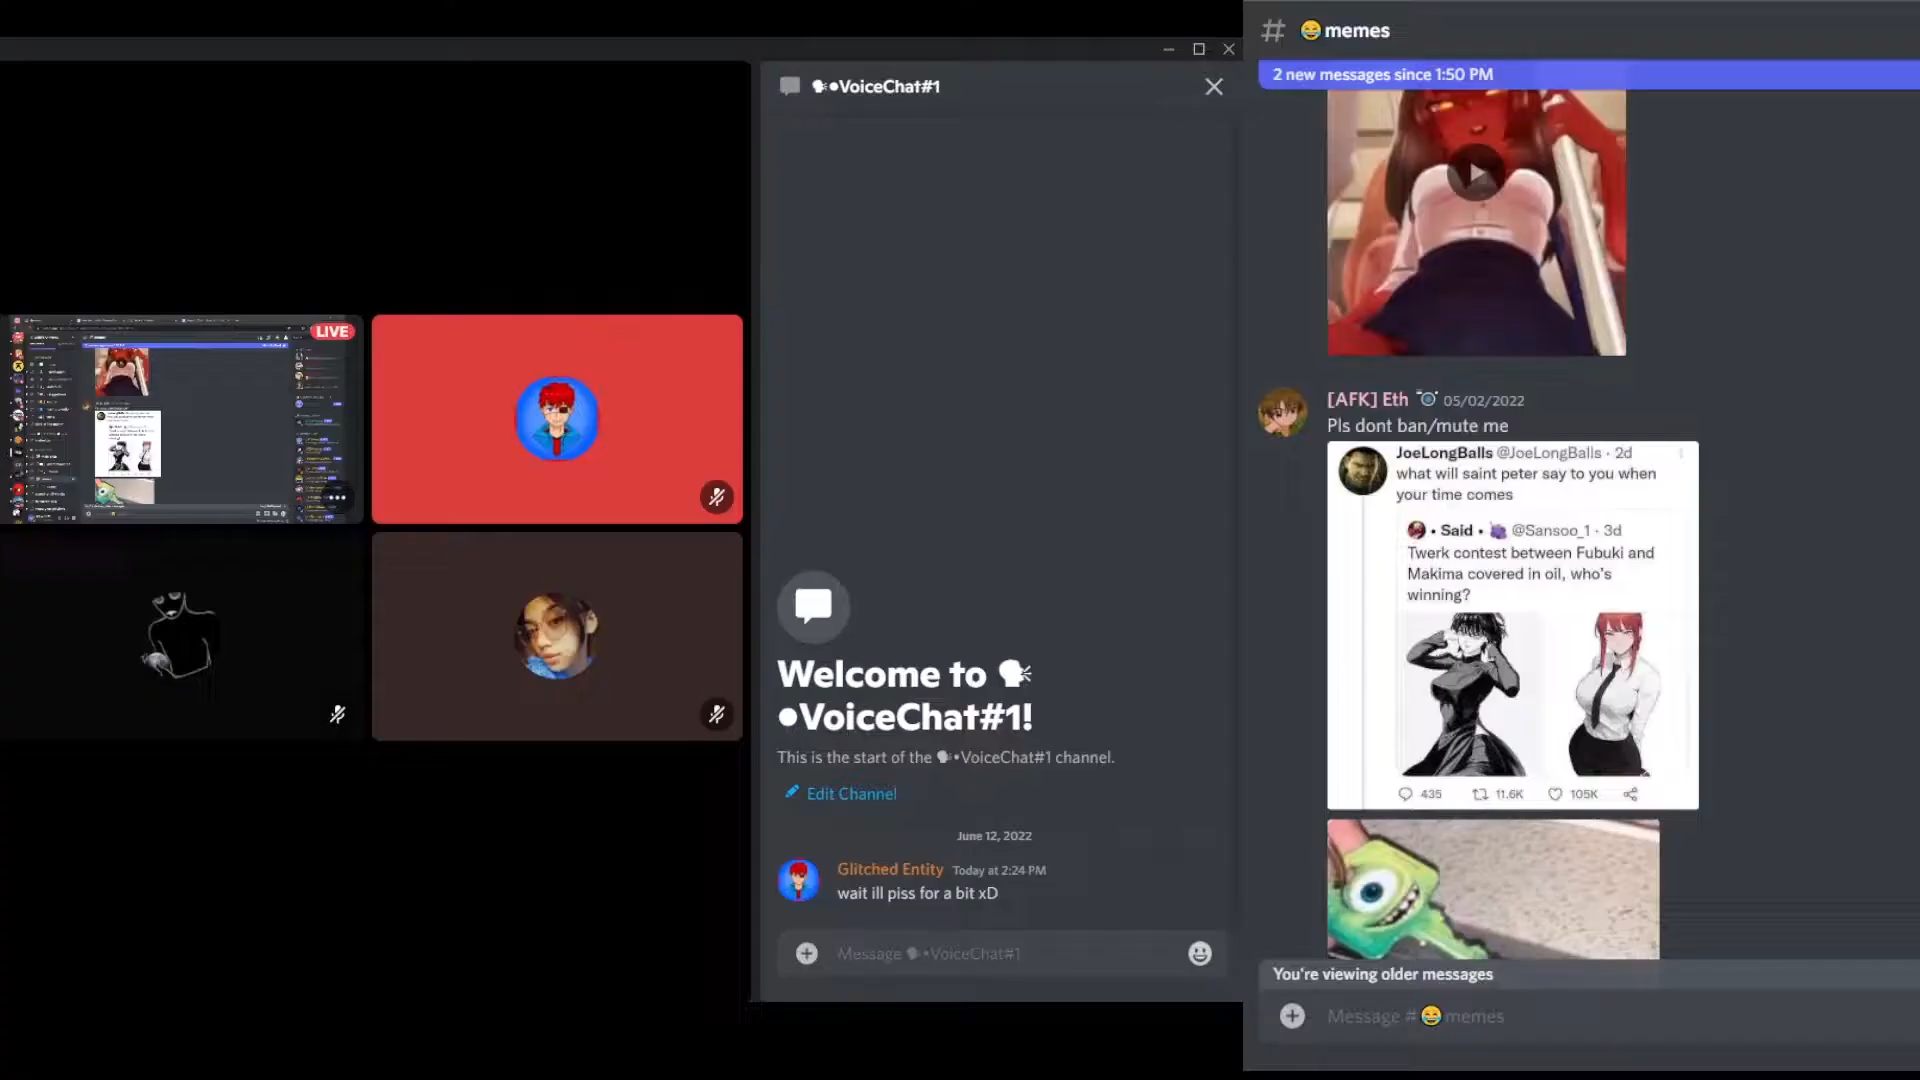 VoiceChat#1
LIVE
Welcome to
VoiceChat#1!
This is the start of the VoiceChat#1 channel.
Edit Channel
June 12, 2022
Glitched Entity Today at 2:24 PM
wait ill piss for a bit xD
Message VoiceChat#1
# 😂memes
2 new messages since 1:50 PM
[AFK] Eth 05/02/2022
Pls dont ban/mute me
JoeLongBalls @JoeLongBalls · 2d
what will saint peter say to you when
your time comes
• Said • @Sansoo_1 · 3d
Twerk contest between Fubuki and
Makima covered in oil, who's
winning?
435 11.6K 105K
You're viewing older messages
Message #😂memes